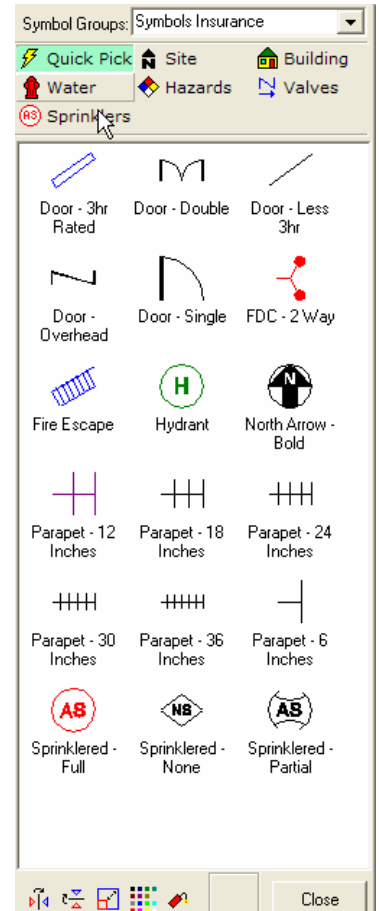 Symbol Groups: Symbols Insurance
Quick Pick Site Building
Water Hazards Valves
AS Sprinklers
Door - 3hr Rated
Door - Double
Door - Less 3hr
Door - Overhead
Door - Single
FDC - 2 Way
Fire Escape
H
Hydrant
N
North Arrow - Bold
Parapet - 12 Inches
Parapet - 18 Inches
Parapet - 24 Inches
Parapet - 30 Inches
Parapet - 36 Inches
Parapet - 6 Inches
AS
Sprinklered - Full
NS
Sprinklered - None
AS
Sprinklered - Partial
Close